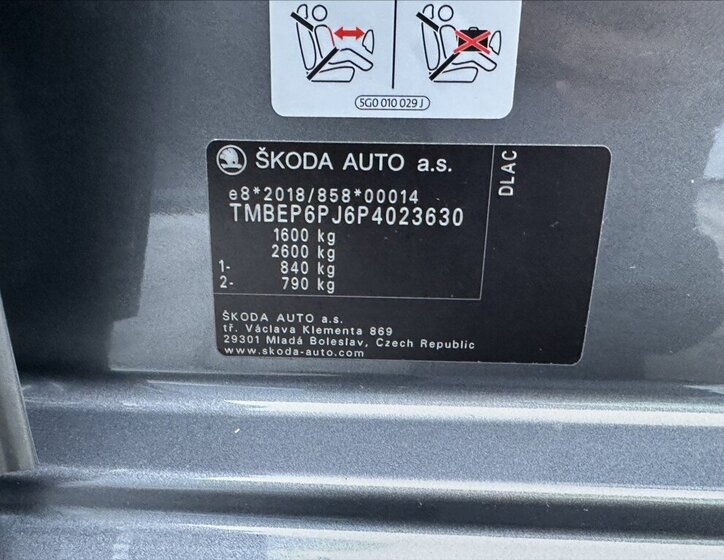 5G0 010 029 J
ŠKODA AUTO a.s.
DLAC
e8*2018/858*00014
TMBEP6PJ6P4023630
1600 kg
2600 kg
1- 840 kg
2- 790 kg
ŠKODA AUTO a.s.
tř. Václava Klementa 869
29301 Mladá Boleslav, Czech Republic
www.skoda-auto.com